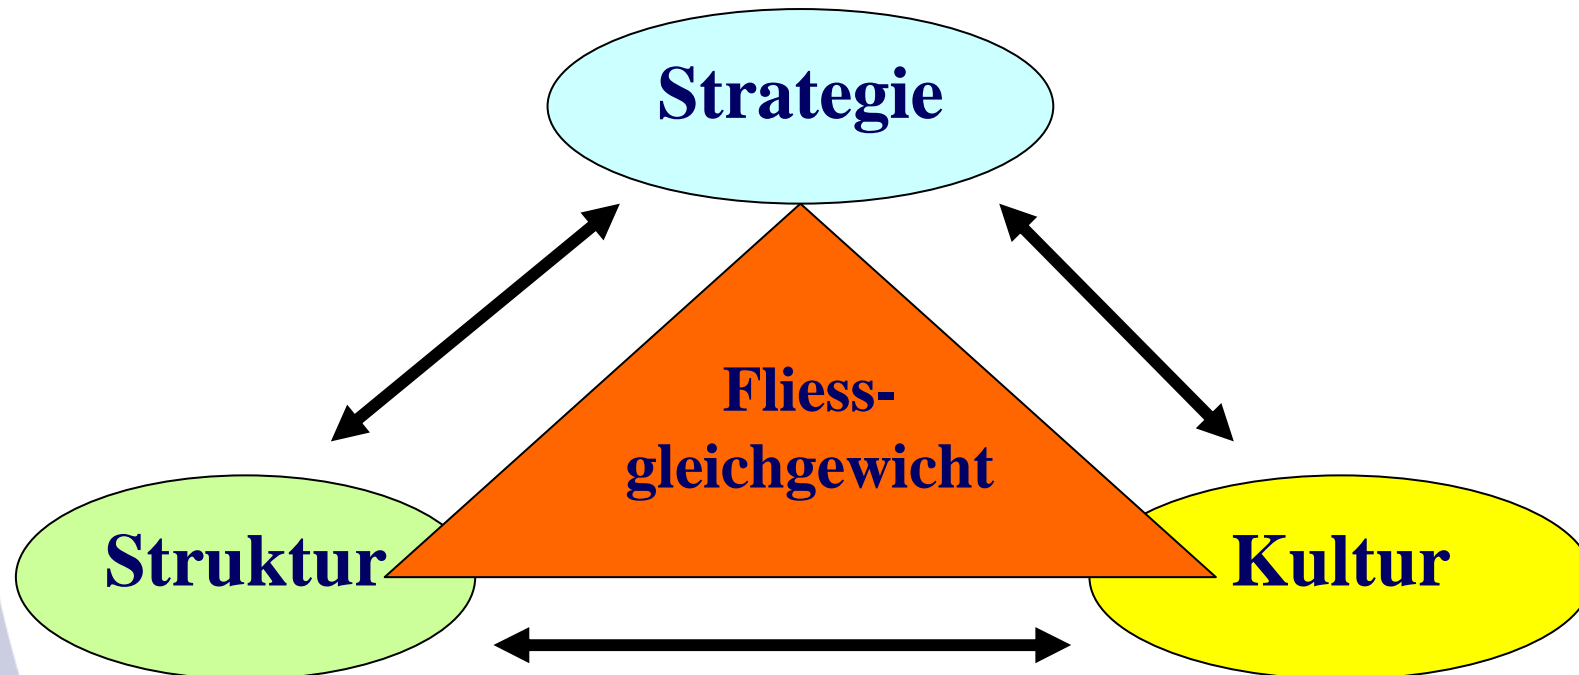 Strategie
Fliess-
gleichgewicht
Struktur
Kultur